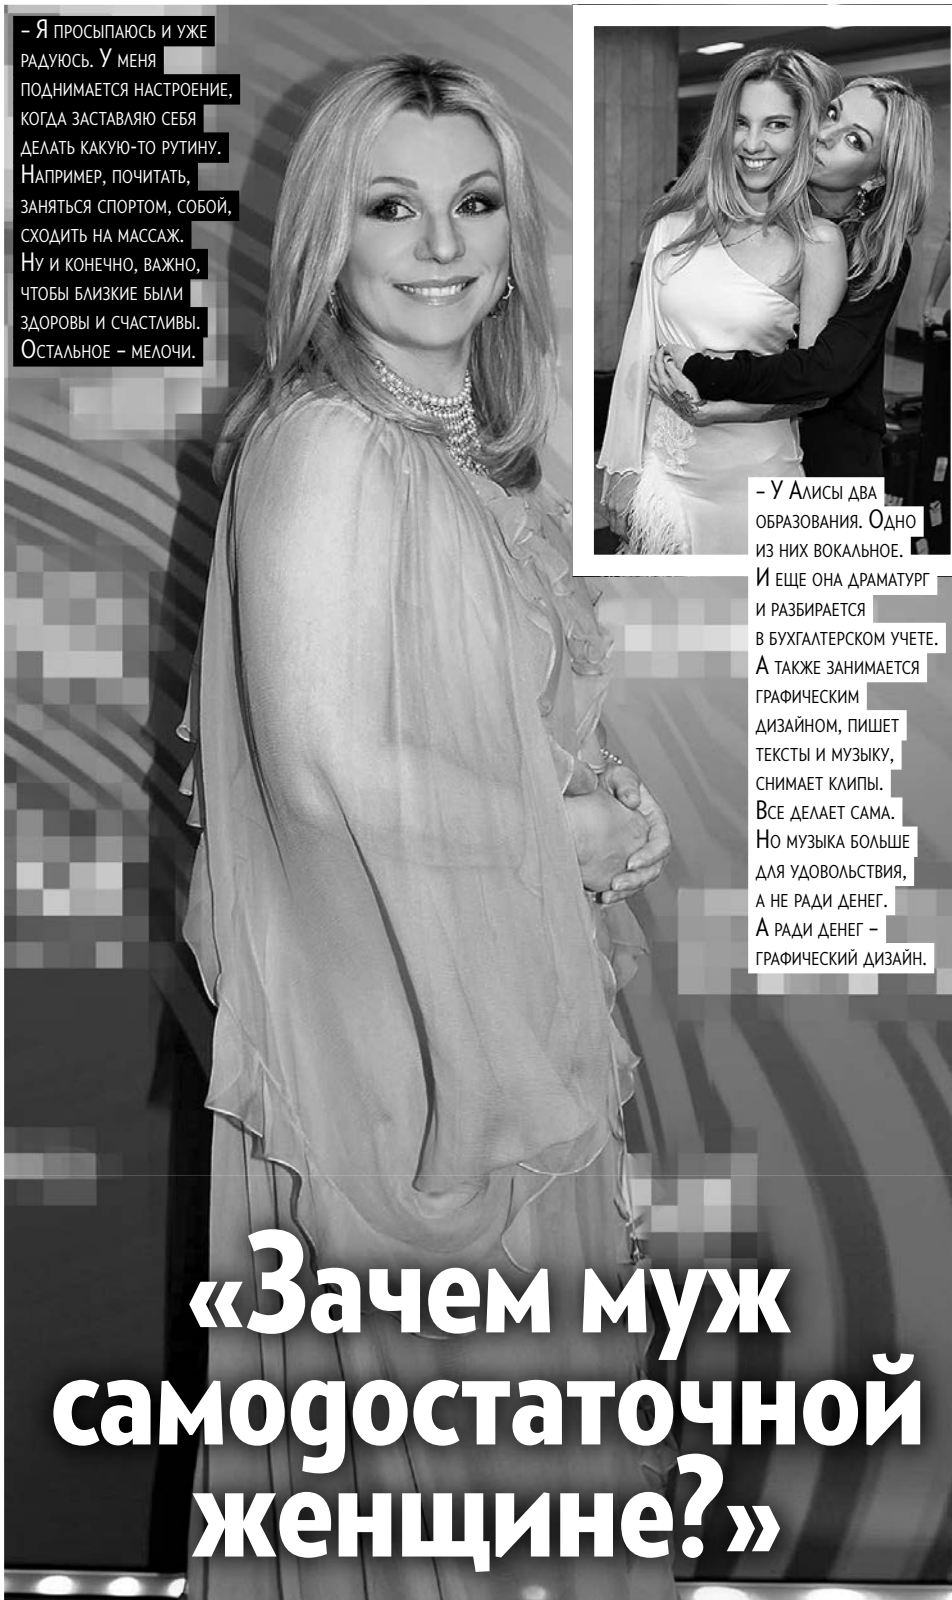 – Я просыпаюсь и уже
радуюсь. У меня
поднимается настроение,
когда заставляю себя
делать какую-то рутину.
Например, почитать,
заняться спортом, собой,
сходить на массаж.
Ну и конечно, важно,
чтобы близкие были
здоровы и счастливы.
Остальное – мелочи.
– У Алисы два
образования. Одно
из них вокальное.
И еще она драматург
и разбирается
в бухгалтерском учете.
А также занимается
графическим
дизайном, пишет
тексты и музыку,
снимает клипы.
Все делает сама.
Но музыка больше
для удовольствия,
а не ради денег.
А ради денег –
графический дизайн.
«Зачем муж
самодостаточной
женщине?»